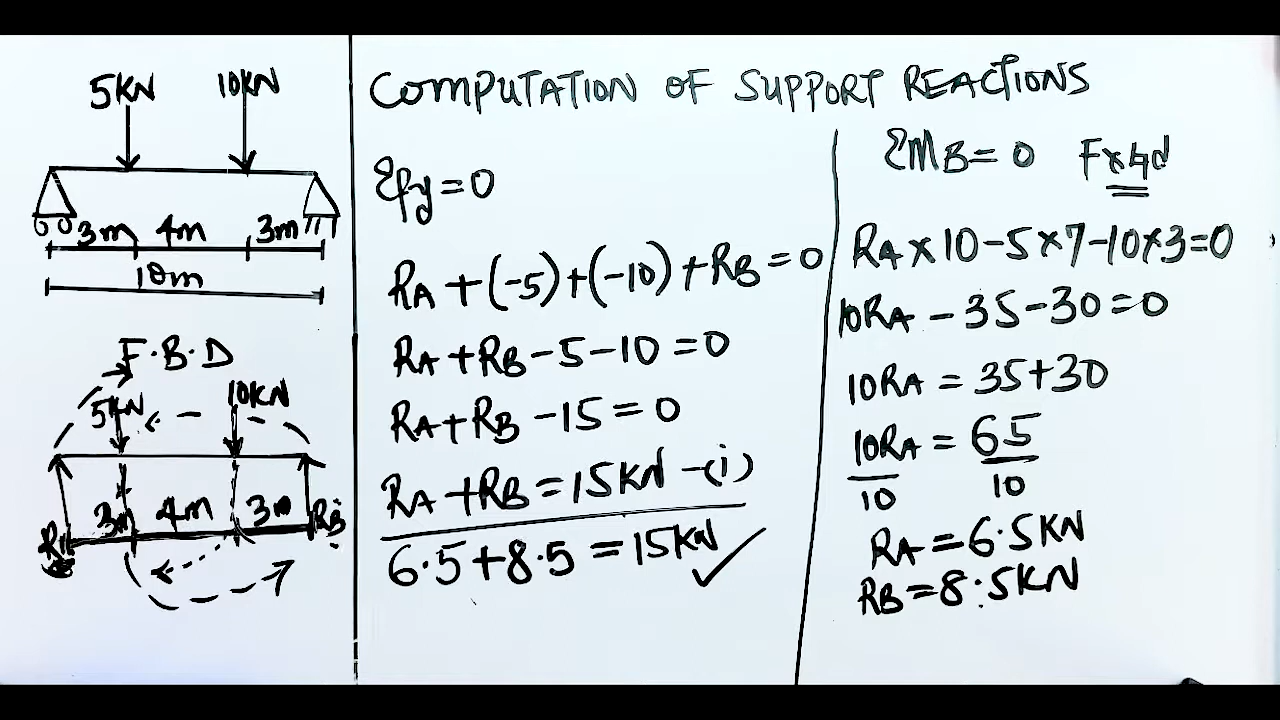 COMPUTATION OF SUPPORT REACTIONS
5KN 10KN
3m 4m 3m
10m
F.B.D
5KN 10KN
3m 4m 3m RB
Σfy=0
RA+(-5)+(-10)+RB=0
RA+RB-5-10=0
RA+RB-15=0
RA+RB=15KN-(i)
6.5+8.5=15KN ✓
ΣMB=0 Fx⊥d
RA×10-5×7-10×3=0
10RA-35-30=0
10RA=35+30
10RA=65
10 10
RA=6.5KN
RB=8.5KN